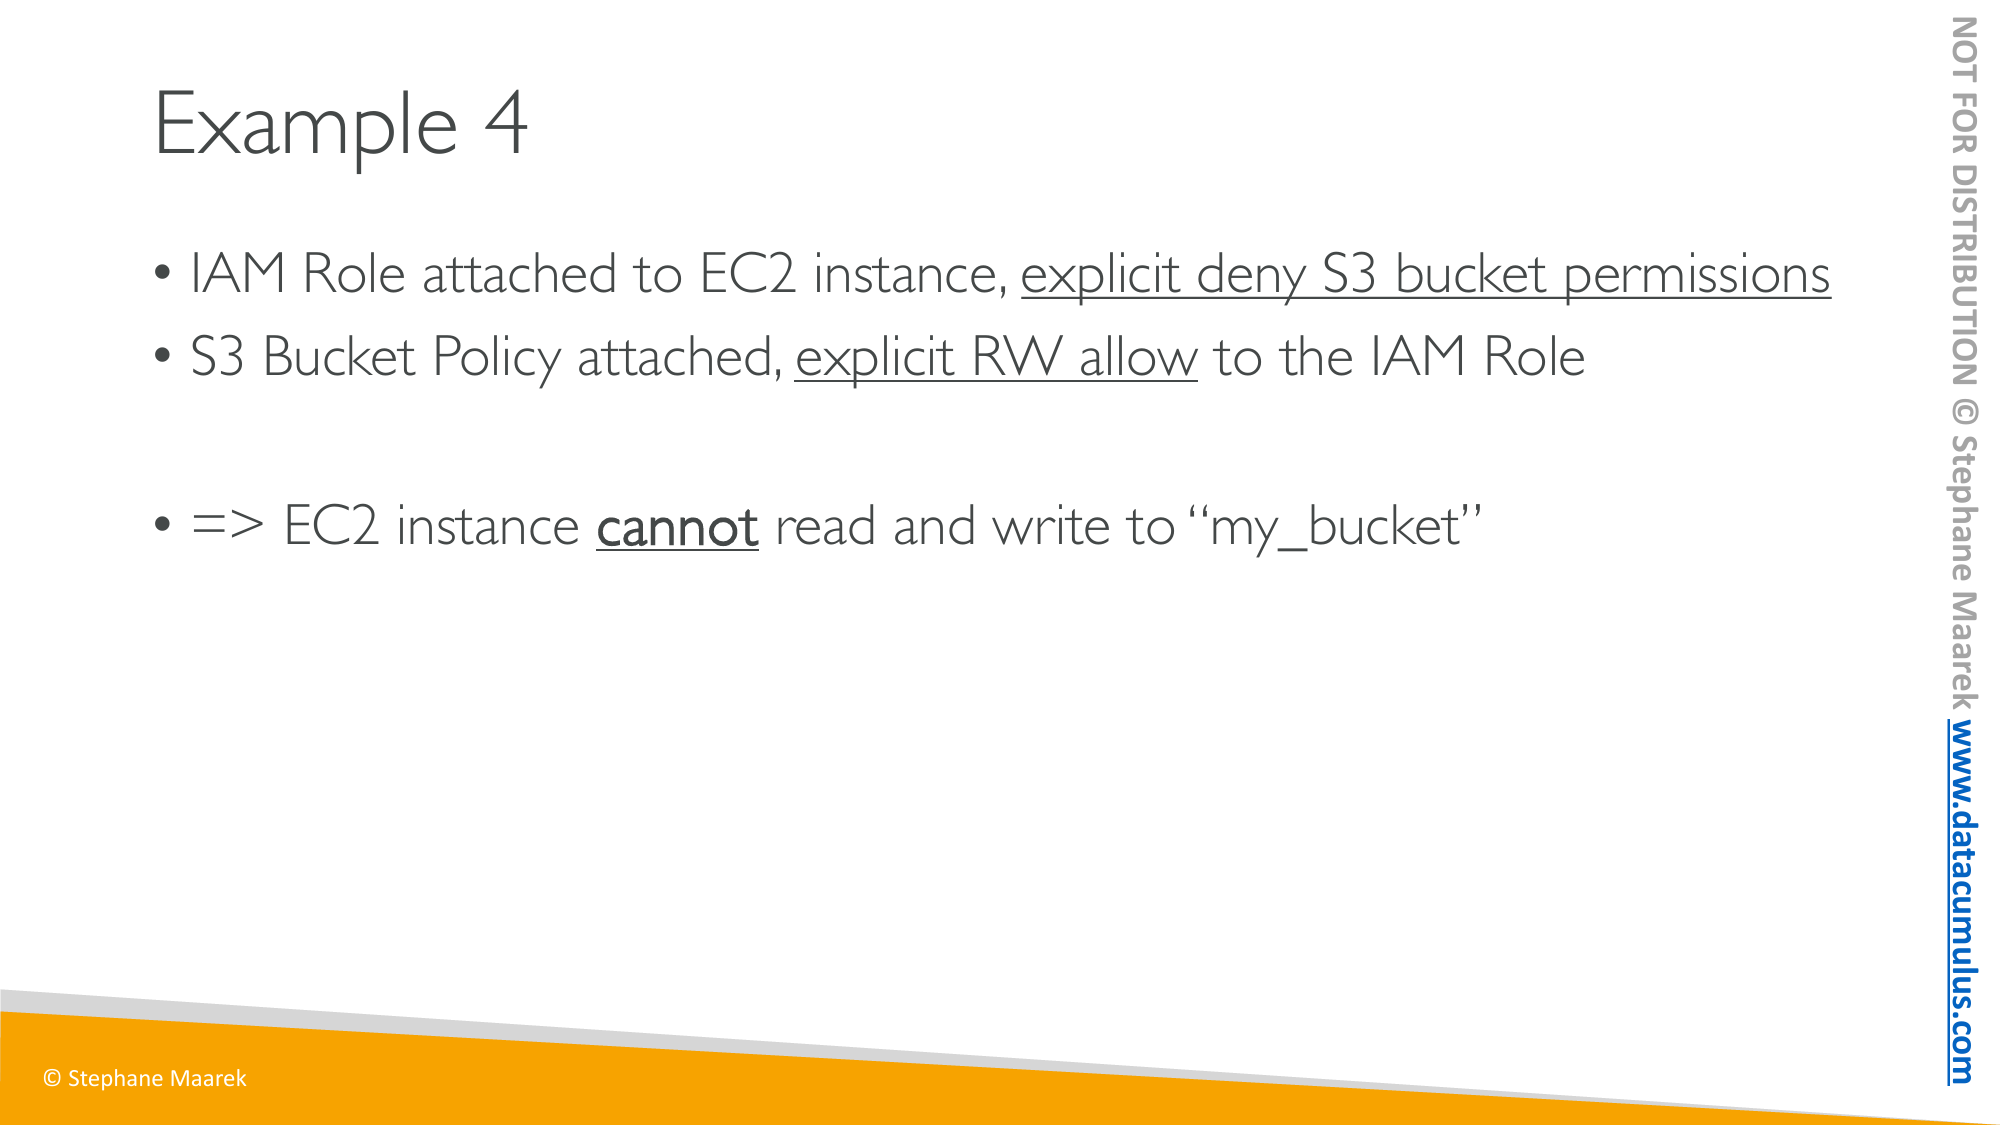 Example 4
• IAM Role attached to EC2 instance, explicit deny S3 bucket permissions
• S3 Bucket Policy attached, explicit RW allow to the IAM Role
• => EC2 instance cannot read and write to “my_bucket”
© Stephane Maarek
NOT FOR DISTRIBUTION © Stephane Maarek www.datacumulus.com